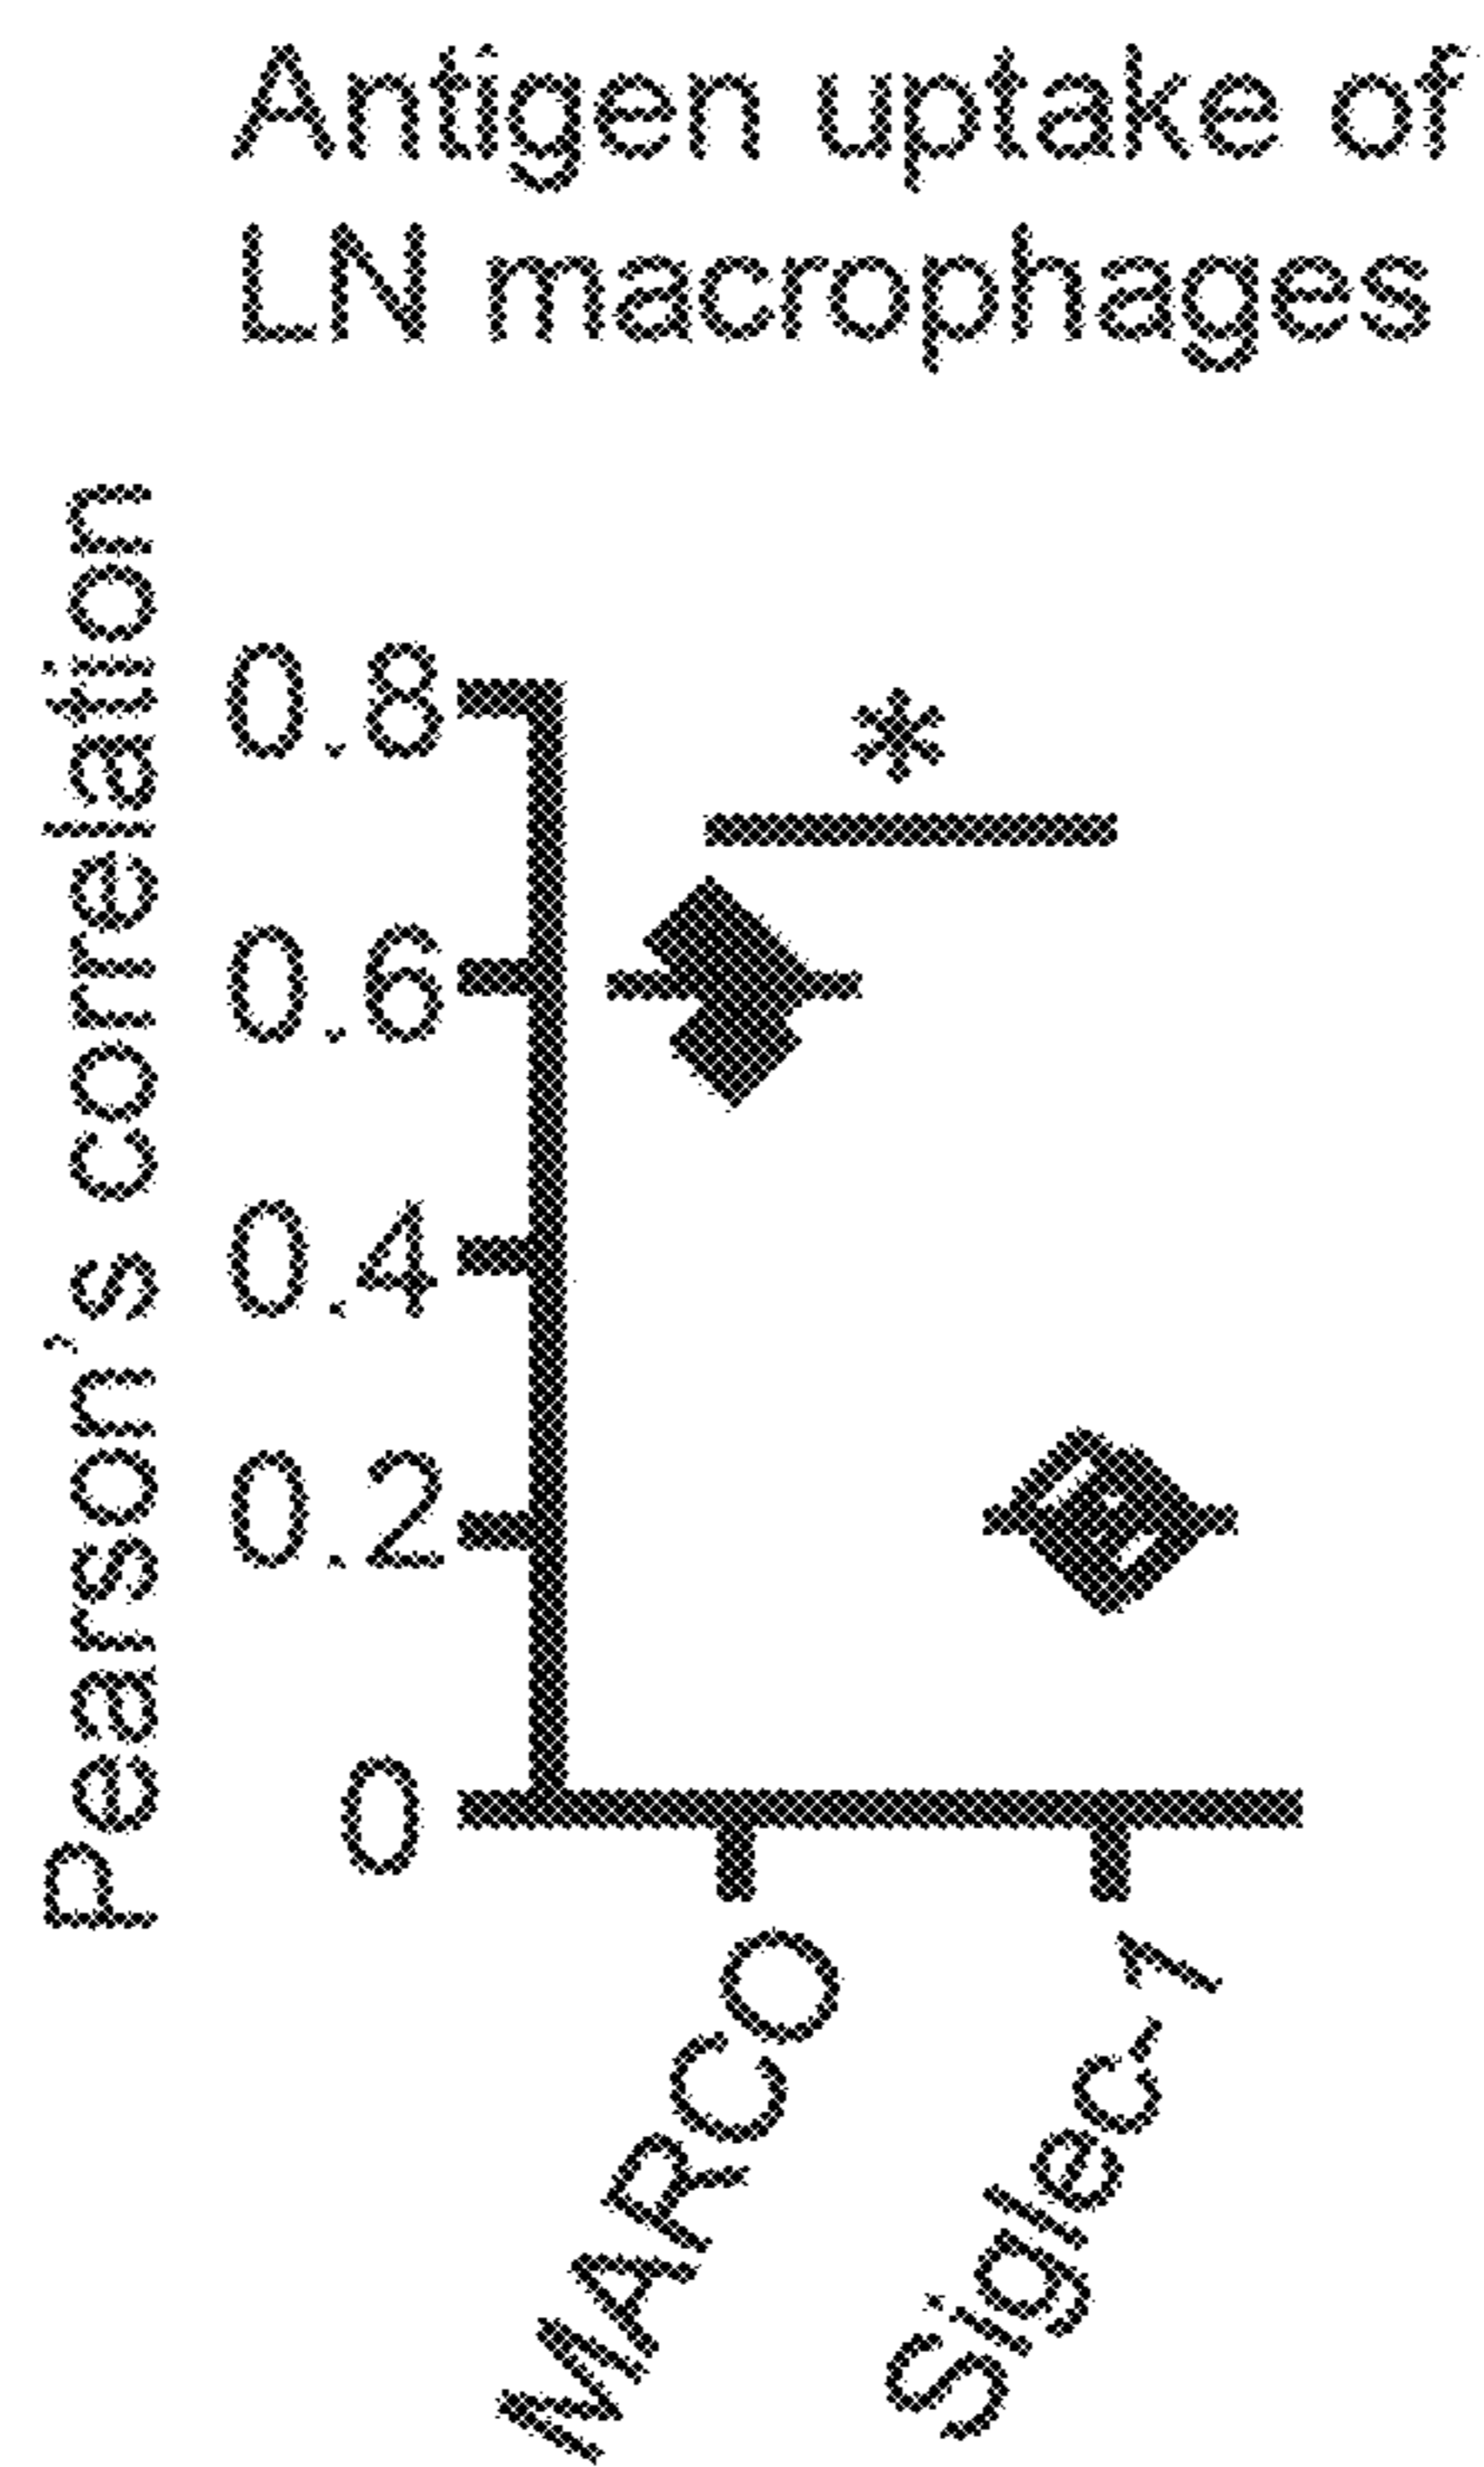 Antigen uptake of
LN macrophages
Pearson's correlation
0.8
*
0.6
0.4
0.2
0
MARCO
Siglec-1